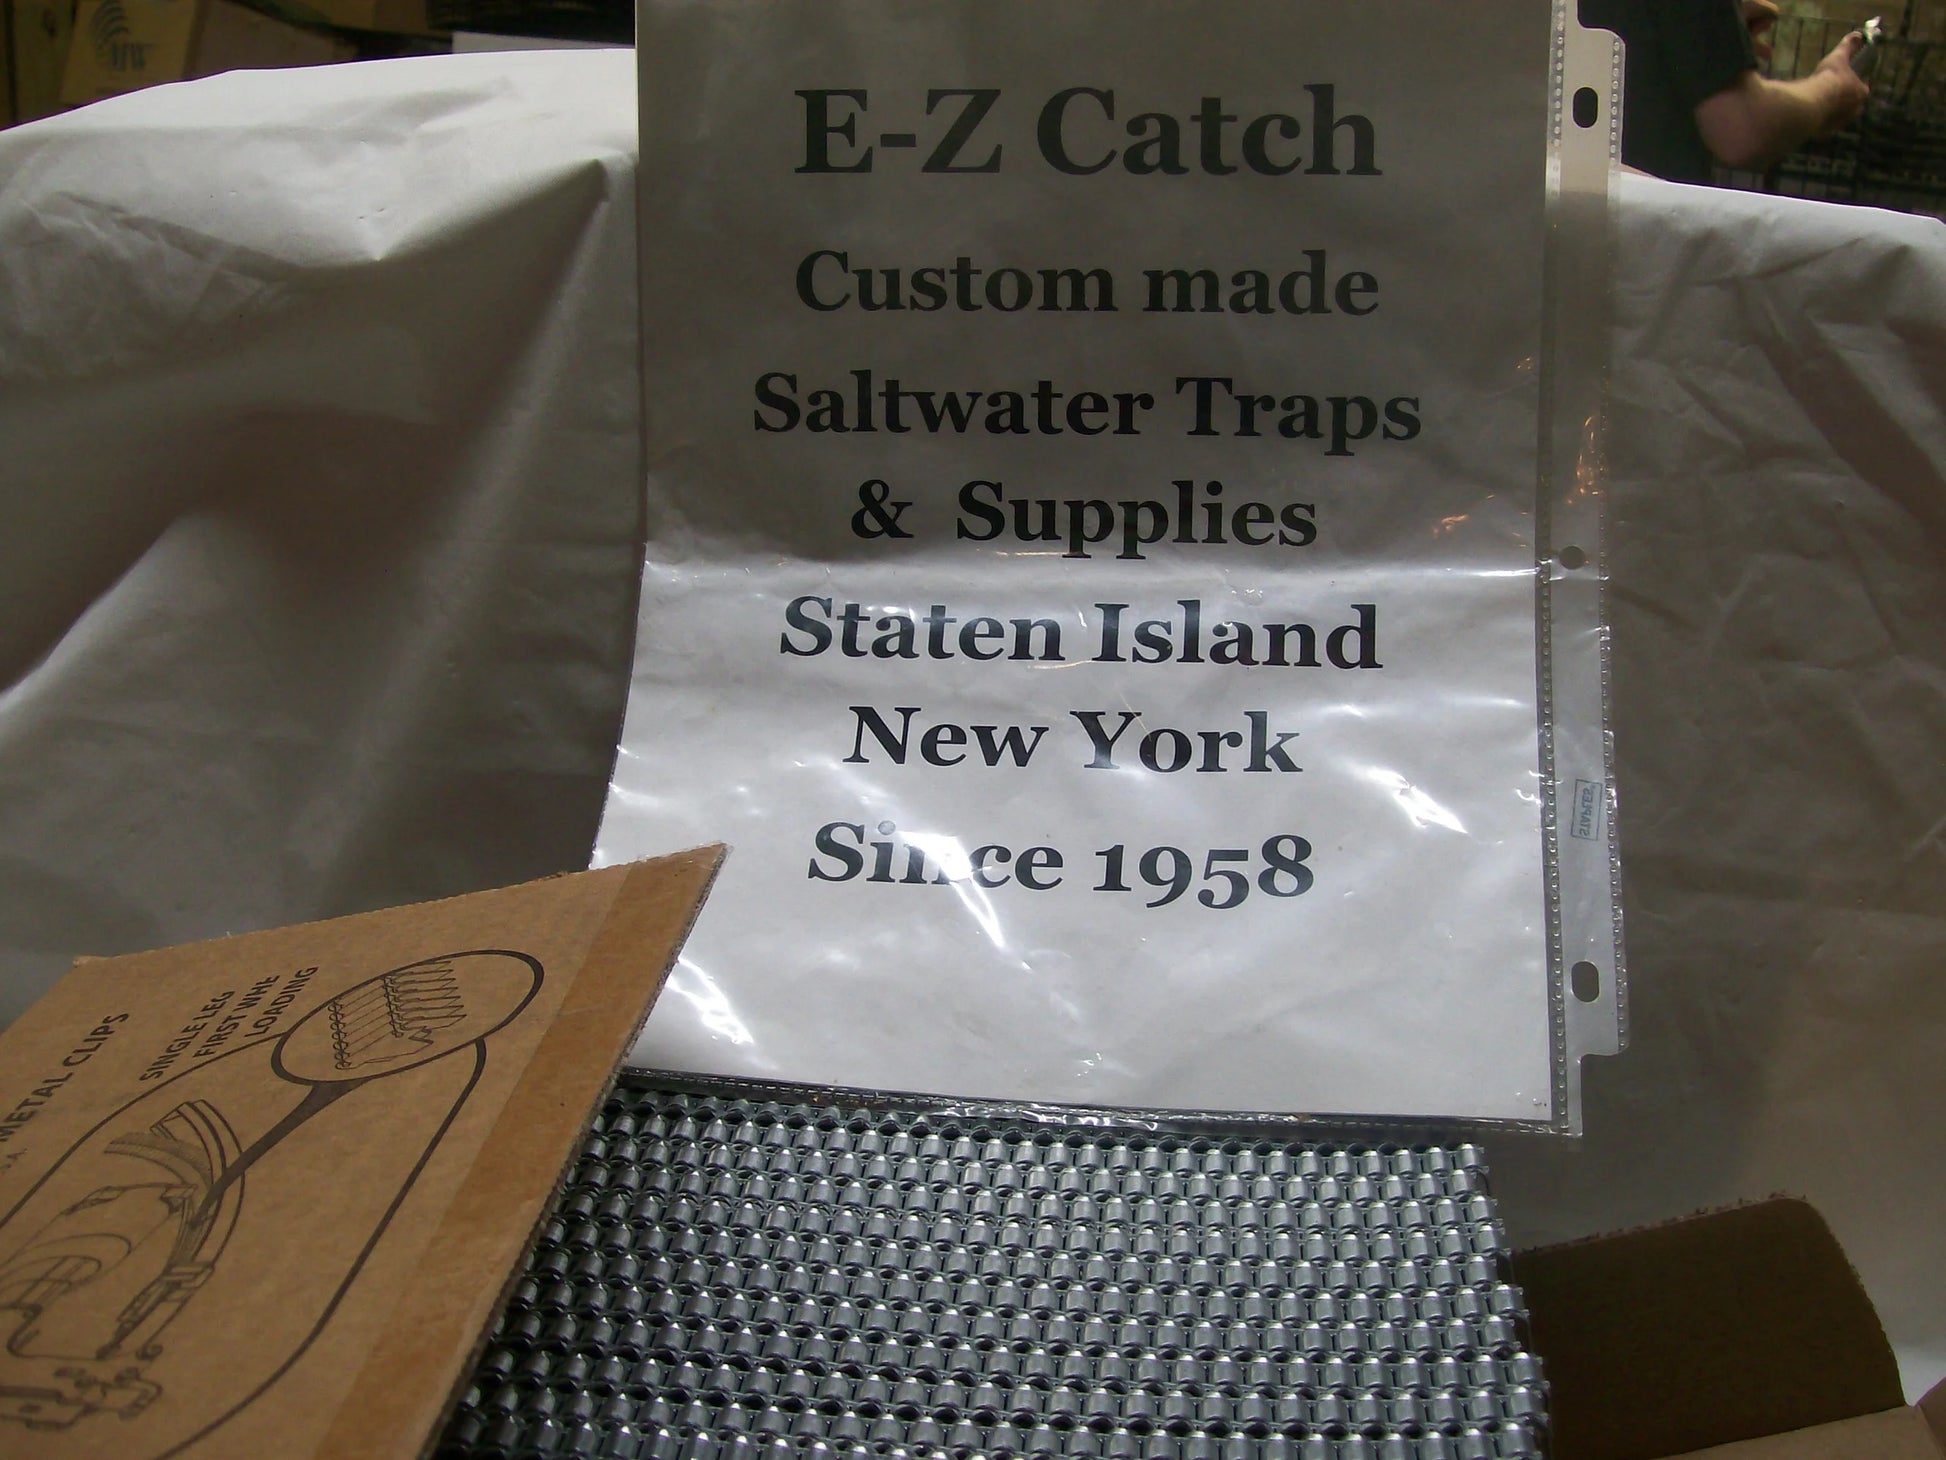 E-Z Catch
Custom made
Saltwater Traps
& Supplies
Staten Island
New York
Since 1958
STAPLES
METAL CLIPS
SINGLE LEG
FIRST WHE
LOADING